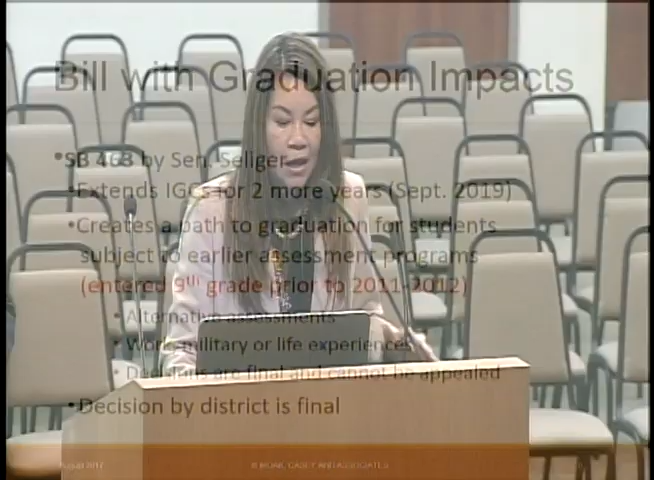 Bill with Graduation Impacts
•SB 463 by Sen. Seliger
•Extends IGCs for 2 more years (Sept. 2019)
•Creates a path to graduation for students
subject to earlier assessment programs
(entered 9th grade prior to 2011-2012)
• Alternative assessments
• Work, military or life experiences
• Decisions are final and cannot be appealed
•Decision by district is final
August 2017